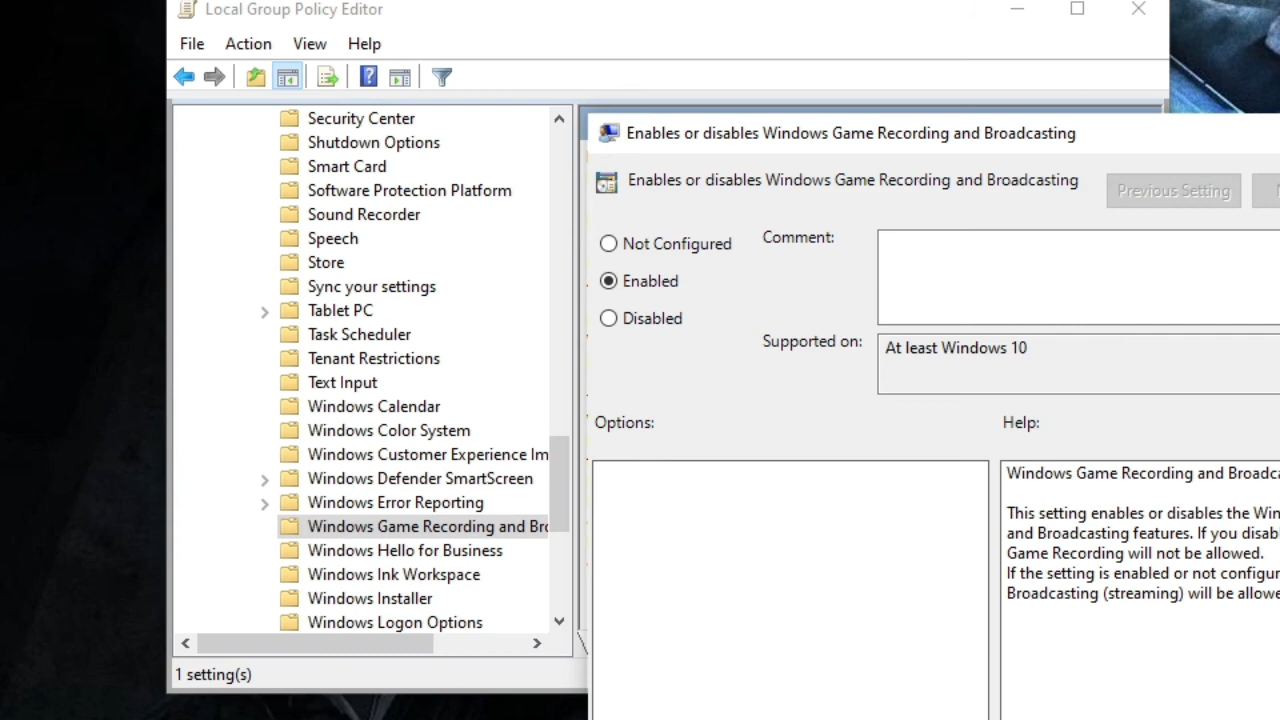 Local Group Policy Editor
File Action View Help
Security Center
Shutdown Options
Smart Card
Software Protection Platform
Sound Recorder
Speech
Store
Sync your settings
Tablet PC
Task Scheduler
Tenant Restrictions
Text Input
Windows Calendar
Windows Color System
Windows Customer Experience Im
Windows Defender SmartScreen
Windows Error Reporting
Windows Game Recording and Bro
Windows Hello for Business
Windows Ink Workspace
Windows Installer
Windows Logon Options
1 setting(s)
Enables or disables Windows Game Recording and Broadcasting
Enables or disables Windows Game Recording and Broadcasting
Previous Setting
Not Configured
Enabled
Disabled
Comment:
Supported on:
At least Windows 10
Options:
Help:
Windows Game Recording and Broadca
This setting enables or disables the Win
and Broadcasting features. If you disab
Game Recording will not be allowed.
If the setting is enabled or not configur
Broadcasting (streaming) will be allowe